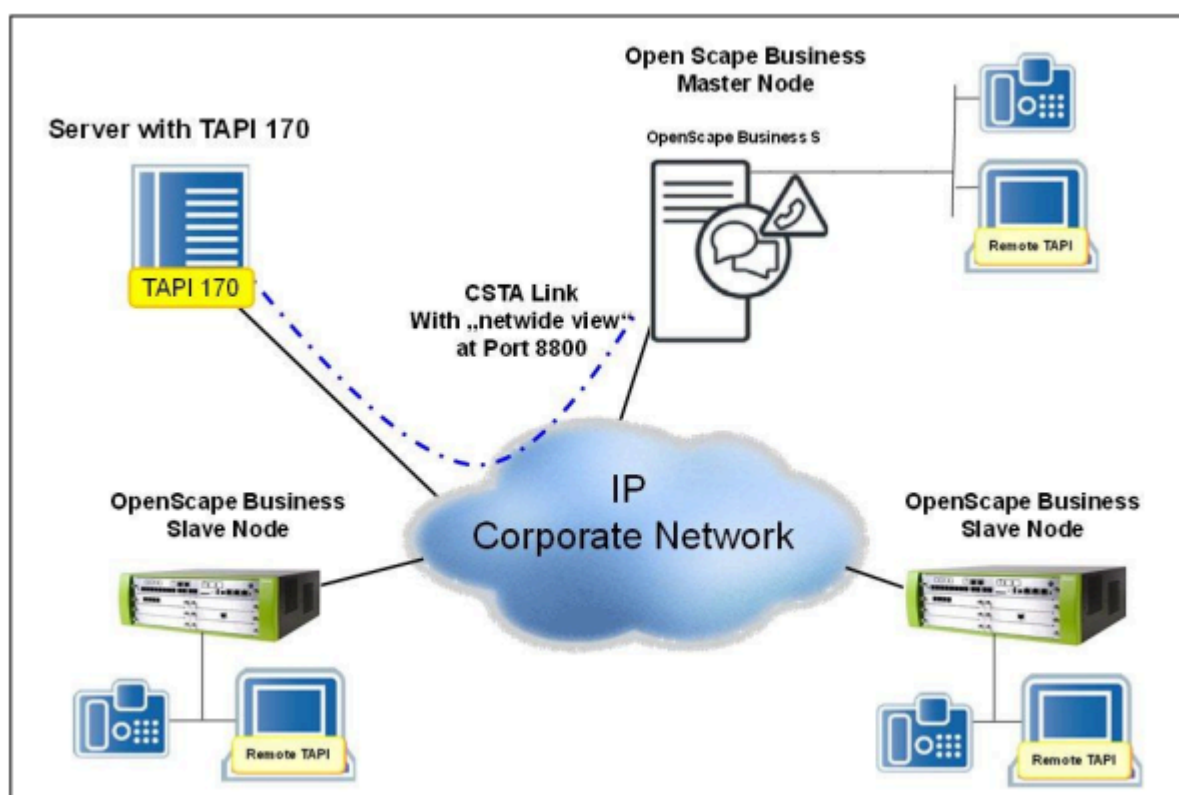 Open Scape Business
Master Node
Server with TAPI 170
OpenScape Business S
TAPI 170
Remote TAPI
CSTA Link
With „netwide view“
at Port 8800
IP
Corporate Network
OpenScape Business
Slave Node
OpenScape Business
Slave Node
Remote TAPI
Remote TAPI